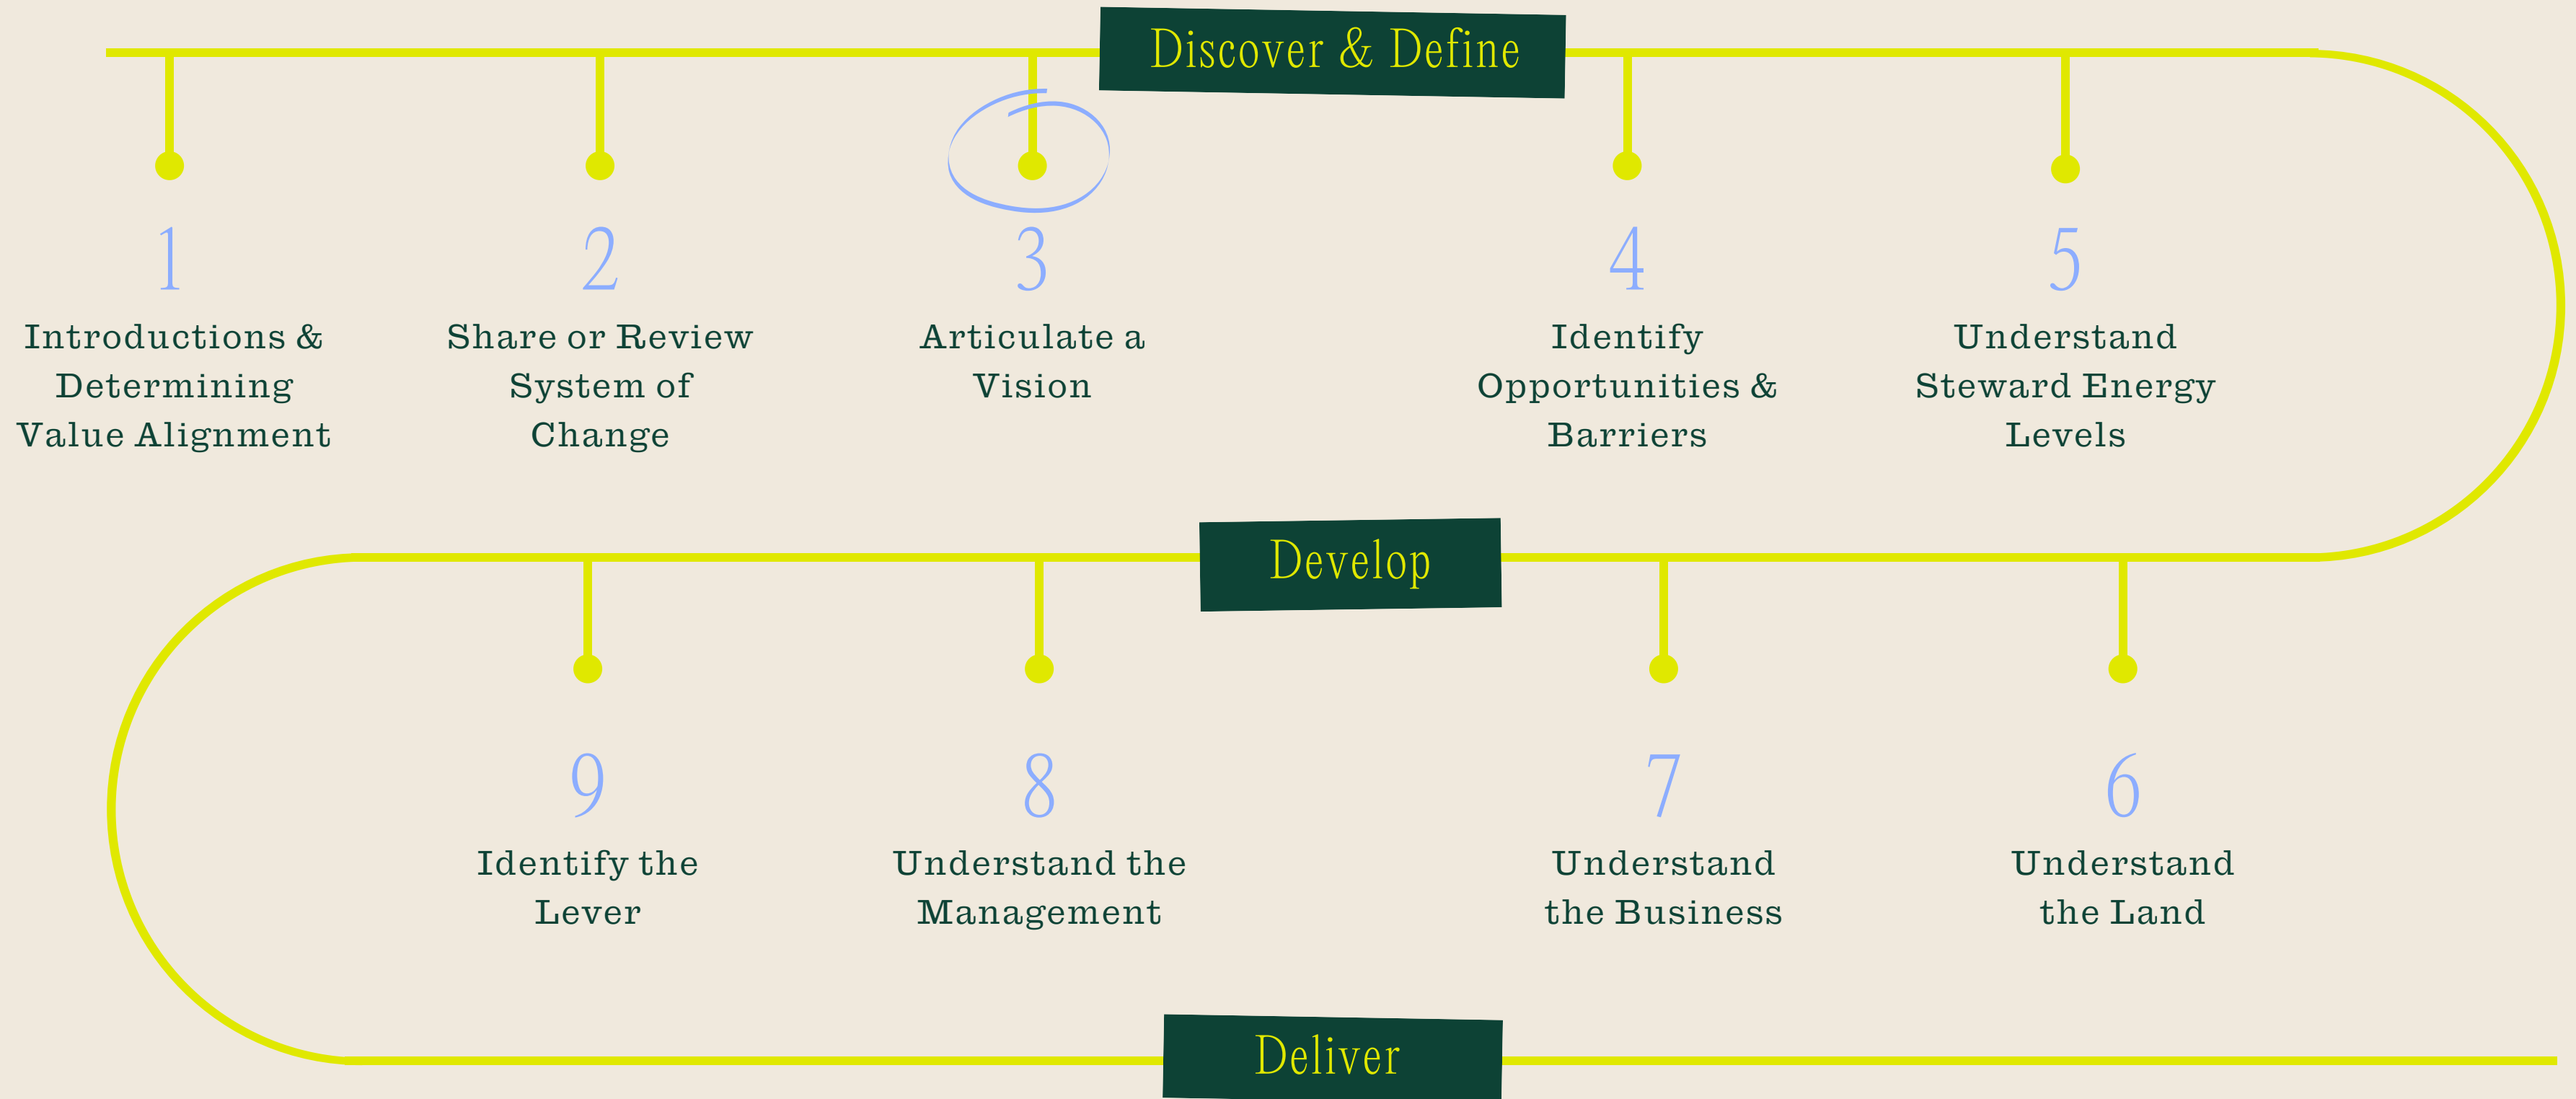 Discover & Define
1
Introductions &
Determining
Value Alignment
2
Share or Review
System of
Change
3
Articulate a
Vision
4
Identify
Opportunities &
Barriers
5
Understand
Steward Energy
Levels
Develop
9
Identify the
Lever
8
Understand the
Management
7
Understand
the Business
6
Understand
the Land
Deliver